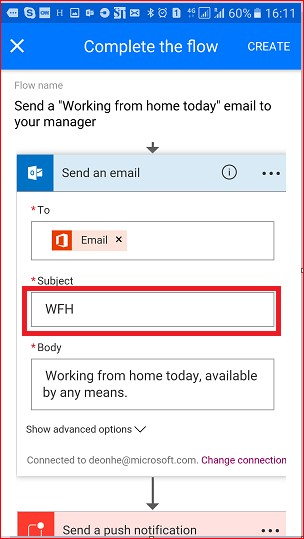 60% 16:11
Complete the flow CREATE
Flow name
Send a "Working from home today" email to
your manager
Send an email
*To
Email ×
*Subject
WFH
*Body
Working from home today, available
by any means.
Show advanced options
Connected to deonhe@microsoft.com. Change connection
Send a push notification